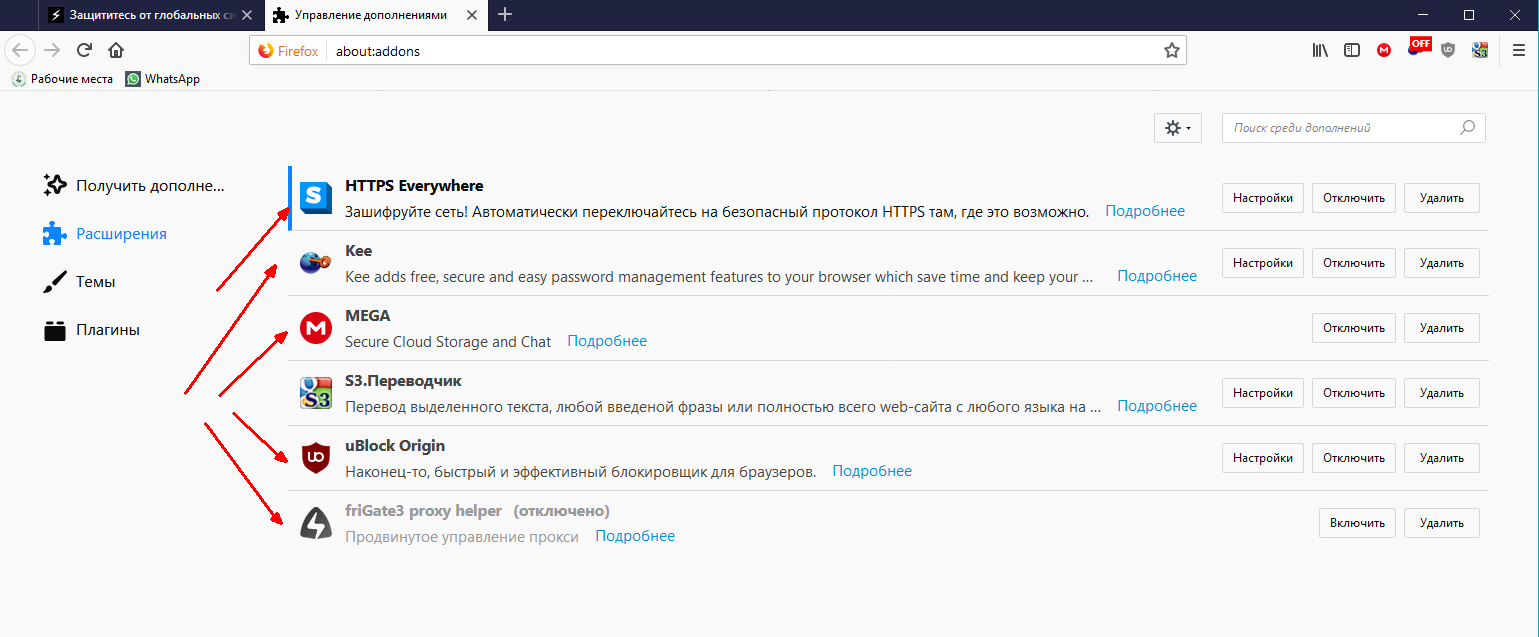 Защититесь от глобальных си
Управление дополнениями
Firefox
about:addons
OFF
Рабочие места
WhatsApp
Поиск среди дополнений
Получить дополне...
Расширения
Темы
Плагины
HTTPS Everywhere
Зашифруйте сеть! Автоматически переключайтесь на безопасный протокол HTTPS там, где это возможно. Подробнее
Настройки Отключить Удалить
Kee
Kee adds free, secure and easy password management features to your browser which save time and keep your ... Подробнее
Настройки Отключить Удалить
MEGA
Secure Cloud Storage and Chat Подробнее
Отключить Удалить
S3.Переводчик
Перевод выделенного текста, любой введеной фразы или полностью всего web-сайта с любого языка на ... Подробнее
Настройки Отключить Удалить
uBlock Origin
Наконец-то, быстрый и эффективный блокировщик для браузеров. Подробнее
Настройки Отключить Удалить
friGate3 proxy helper (отключено)
Продвинутое управление прокси Подробнее
Включить Удалить